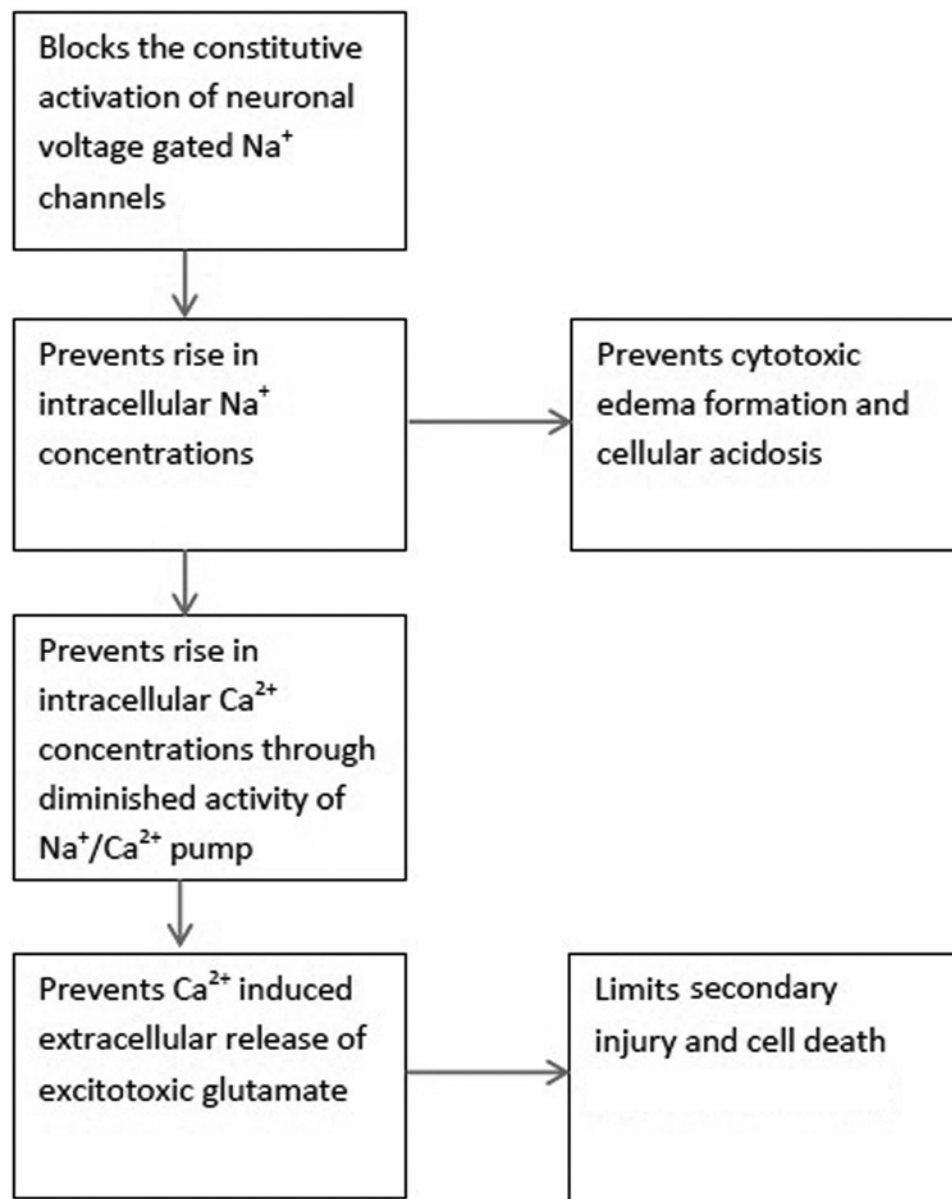 Blocks the constitutive
activation of neuronal
voltage gated Na⁺
channels
Prevents rise in
intracellular Na⁺
concentrations
Prevents cytotoxic
edema formation and
cellular acidosis
Prevents rise in
intracellular Ca²⁺
concentrations through
diminished activity of
Na⁺/Ca²⁺ pump
Prevents Ca²⁺ induced
extracellular release of
excitotoxic glutamate
Limits secondary
injury and cell death